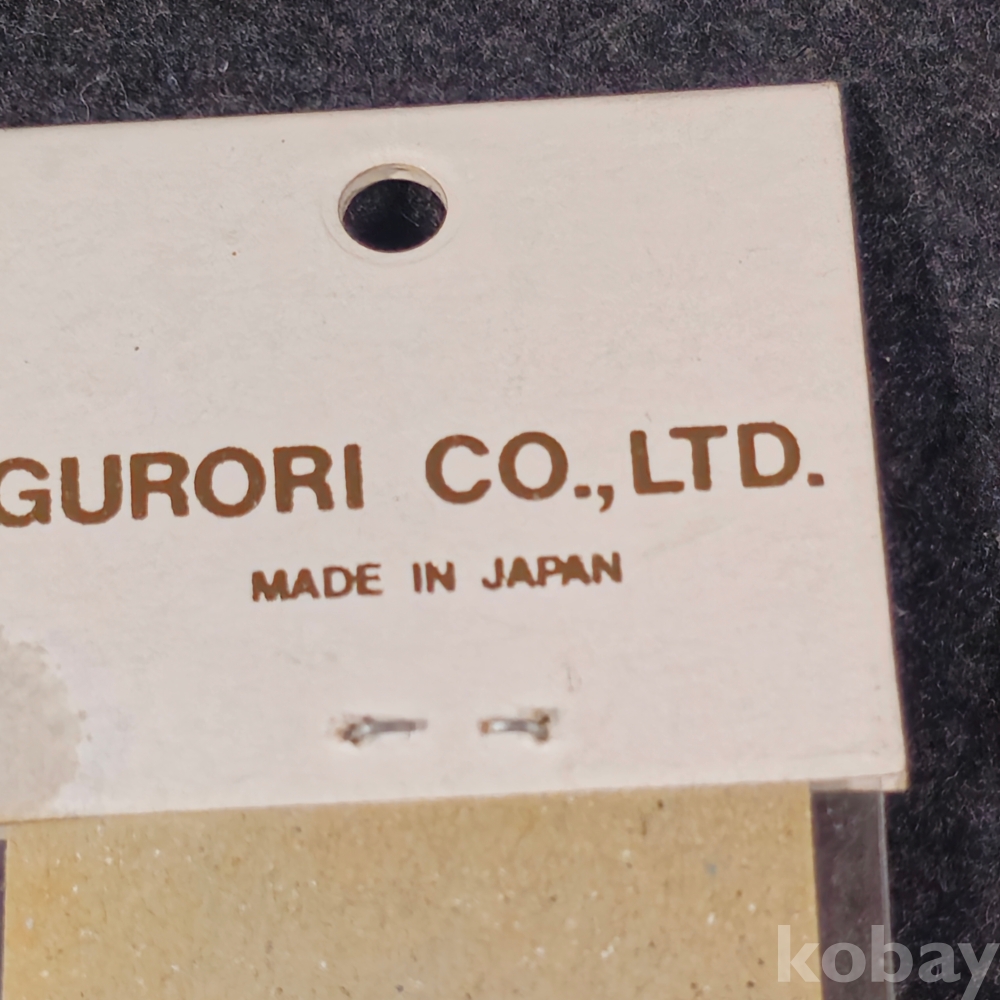 GURORI CO., LTD.
MADE IN JAPAN
kobay